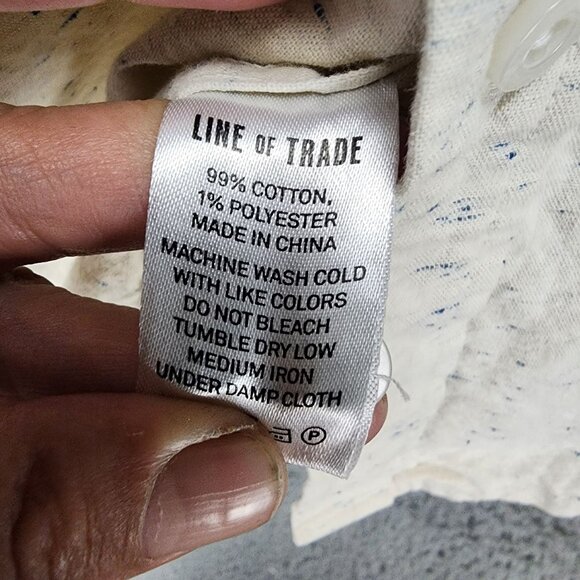 LINE OF TRADE
99% COTTON,
1% POLYESTER
MADE IN CHINA
MACHINE WASH COLD
WITH LIKE COLORS
DO NOT BLEACH
TUMBLE DRY LOW
MEDIUM IRON
UNDER DAMP CLOTH
P